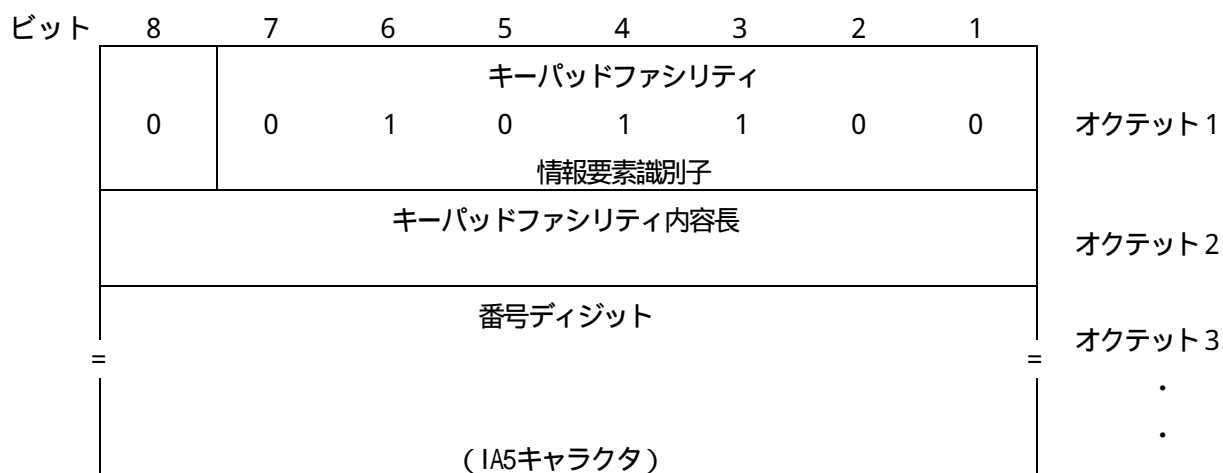 ビット 8 7 6 5 4 3 2 1
キーパッドファシリティ
0 0 1 0 1 1 0 0 オクテット1
情報要素識別子
キーパッドファシリティ内容長
オクテット2
番号ディジット
オクテット3
= =
・
・
(IA5キャラクタ)